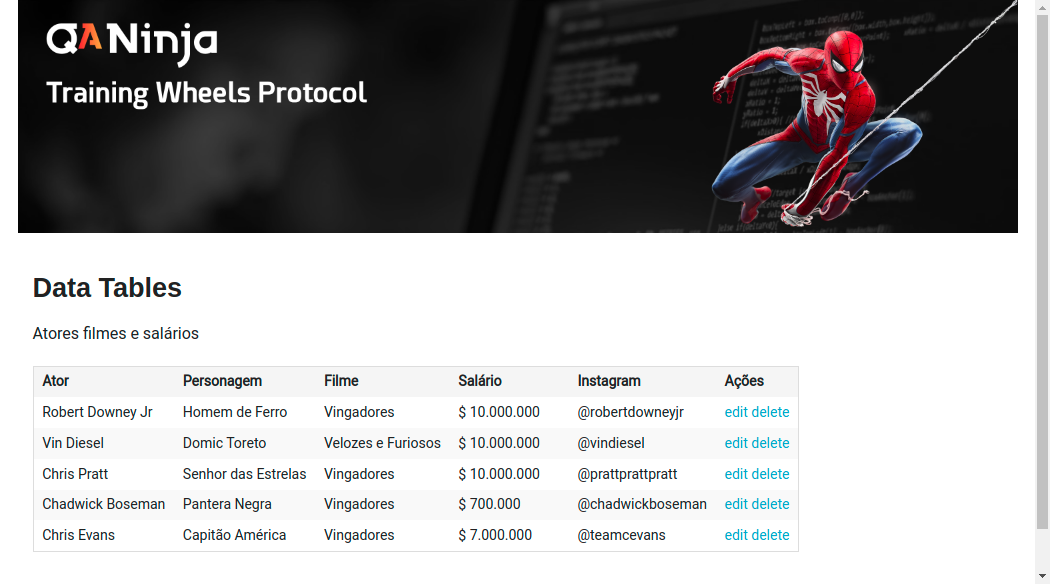 QANinja
Training Wheels Protocol
Data Tables
Atores filmes e salários
Ator Personagem Filme Salário Instagram Ações
Robert Downey Jr Homem de Ferro Vingadores $ 10.000.000 @robertdowneyjr edit delete
Vin Diesel Domic Toreto Velozes e Furiosos $ 10.000.000 @vindiesel edit delete
Chris Pratt Senhor das Estrelas Vingadores $ 10.000.000 @prattprattpratt edit delete
Chadwick Boseman Pantera Negra Vingadores $ 700.000 @chadwickboseman edit delete
Chris Evans Capitão América Vingadores $ 7.000.000 @teamcevans edit delete